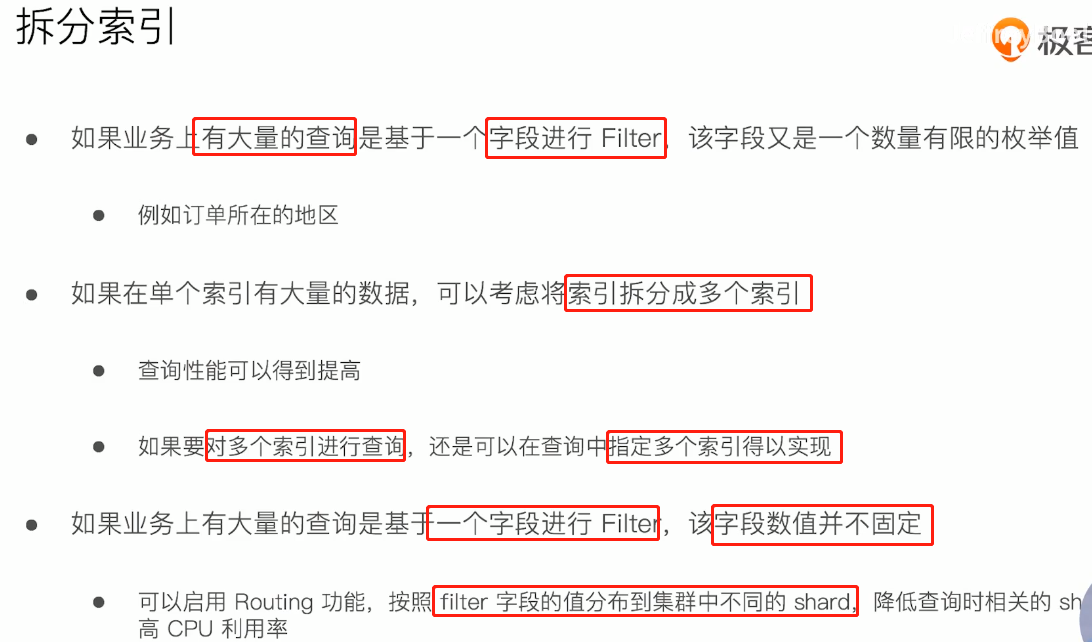 拆分索引
极客
● 如果业务上有大量的查询是基于一个字段进行 Filter，该字段又是一个数量有限的枚举值
● 例如订单所在的地区
● 如果在单个索引有大量的数据，可以考虑将索引拆分成多个索引
● 查询性能可以得到提高
● 如果要对多个索引进行查询，还是可以在查询中指定多个索引得以实现
● 如果业务上有大量的查询是基于一个字段进行 Filter，该字段数值并不固定
● 可以启用 Routing 功能，按照 filter 字段的值分布到集群中不同的 shard，降低查询时相关的 sh
高 CPU 利用率